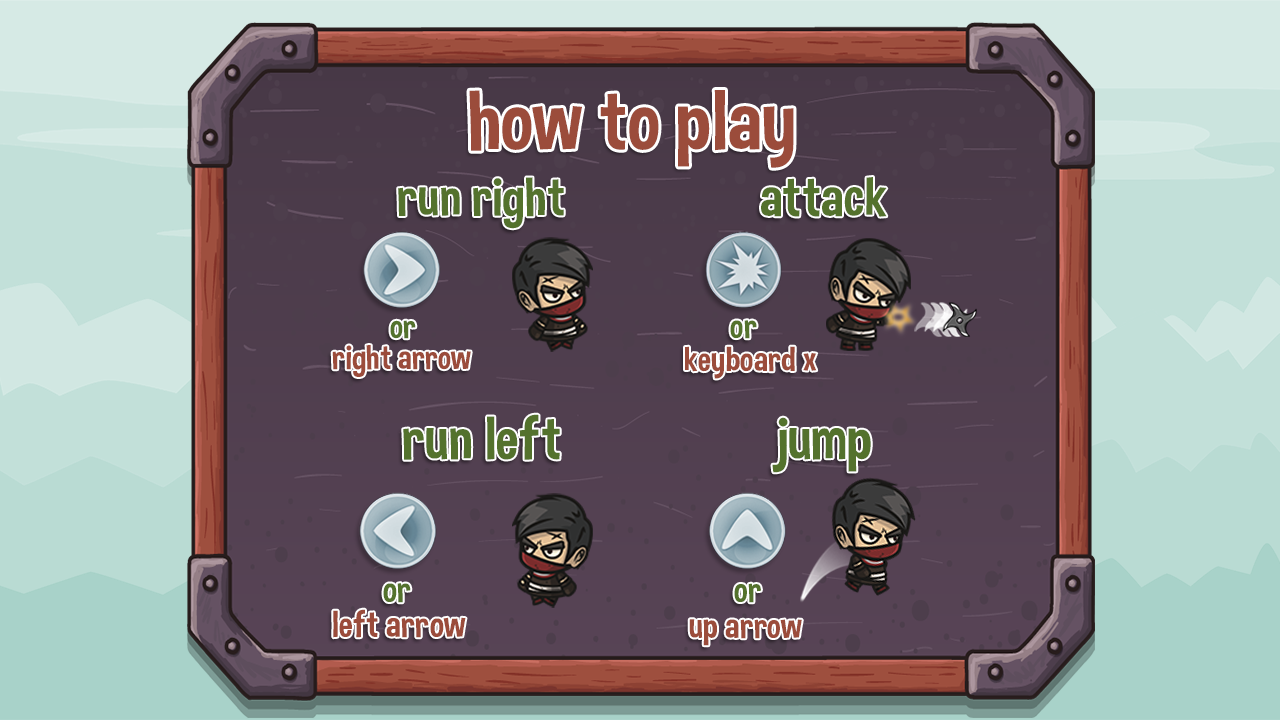 how to play
run right
attack
or
right arrow
or
keyboard x
run left
jump
or
left arrow
or
up arrow